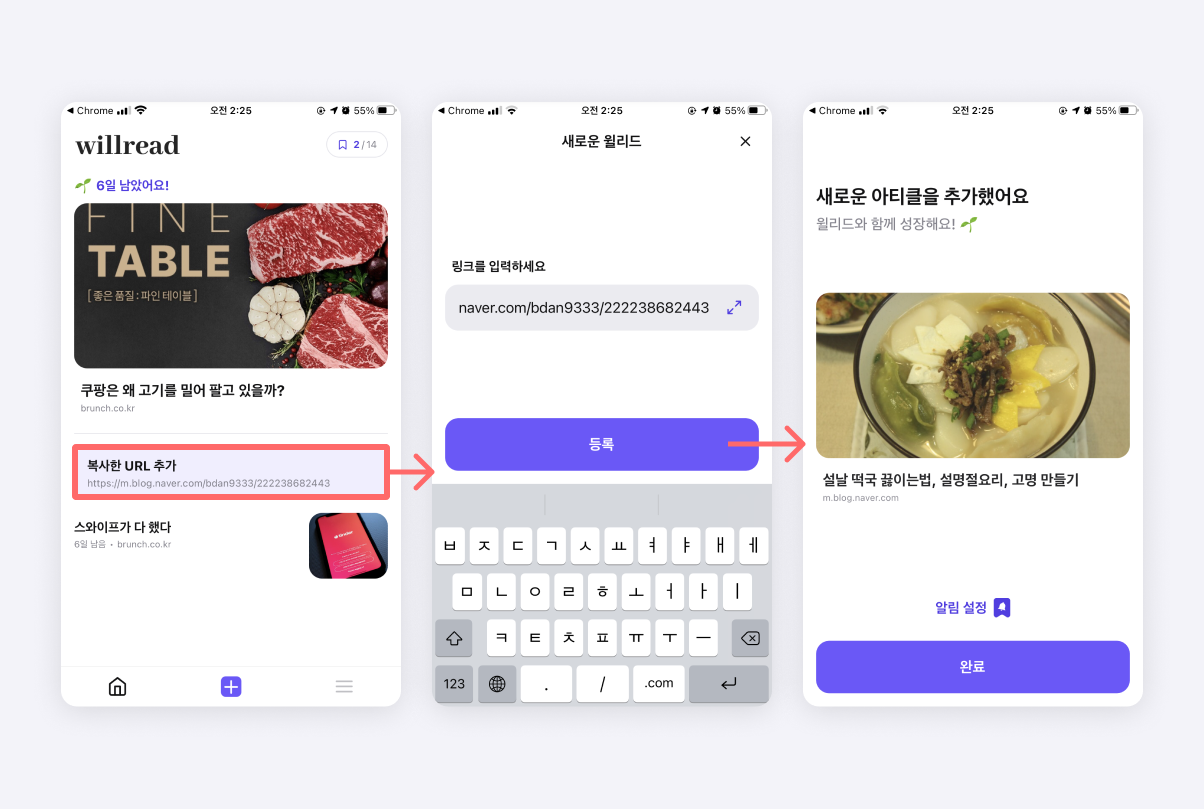 Chrome
오전 2:25
55%
willread
2/14
6일 남았어요!
FINE
TABLE
[좋은품질 : 파인 테이블]
쿠팡은 왜 고기를 밀어 팔고 있을까?
brunch.co.kr
복사한 URL 추가
https://m.blog.naver.com/bdan9333/222238682443
스와이프가 다 했다
6일 남음 • brunch.co.kr
Chrome
오전 2:25
55%
새로운 윌리드
링크를 입력하세요
naver.com/bdan9333/222238682443
등록
ㅂ ㅈ ㄷ ㄱ ㅅ ㅛ ㅕ ㅑ ㅐ ㅔ
ㅁ ㄴ ㅇ ㄹ ㅎ ㅗ ㅓ ㅏ ㅣ
ㅋ ㅌ ㅊ ㅍ ㅠ ㅜ ㅡ
123 . / .com
Chrome
오전 2:25
55%
새로운 아티클을 추가했어요
윌리드와 함께 성장해요!
설날 떡국 끓이는법, 설명절요리, 고명 만들기
m.blog.naver.com
알림 설정
완료